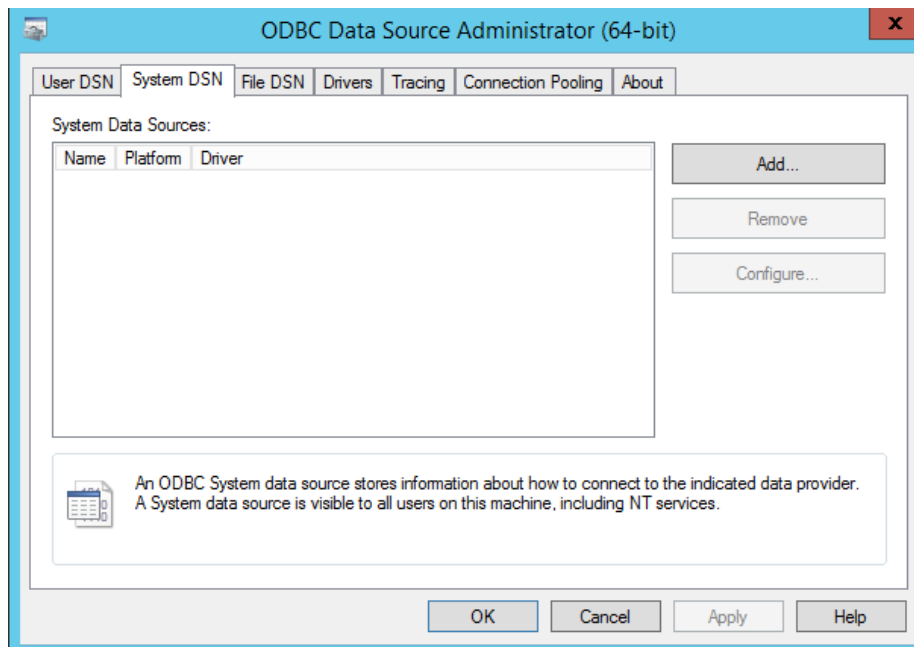 ODBC Data Source Administrator (64-bit)
x
User DSN System DSN File DSN Drivers Tracing Connection Pooling About
System Data Sources:
Name Platform Driver
Add...
Remove
Configure...
An ODBC System data source stores information about how to connect to the indicated data provider.
A System data source is visible to all users on this machine, including NT services.
OK Cancel Apply Help